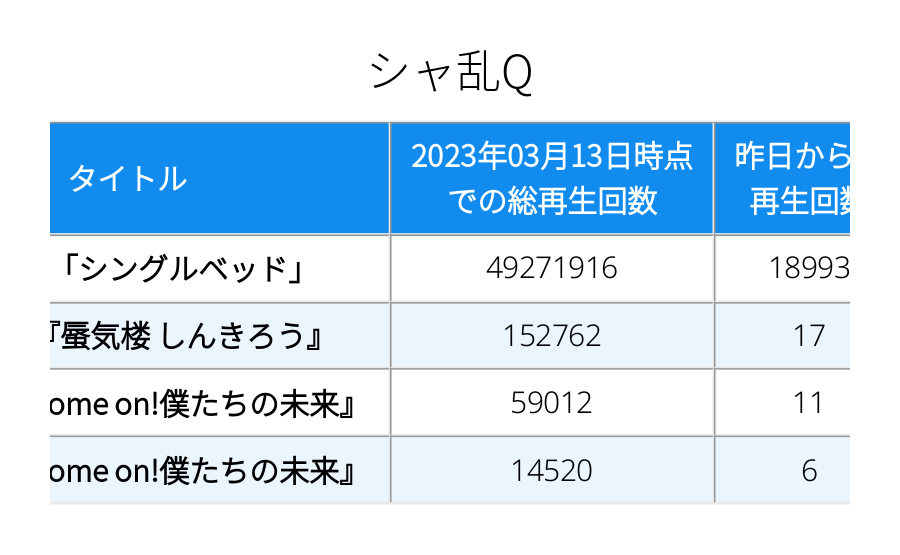 シャ乱Q
タイトル
2023年03月13日時点
での総再生回数
昨日から
再生回数
「シングルベッド」
49271916
18993
『蜃気楼 しんきろう』
152762
17
ome on!僕たちの未来』
59012
11
ome on!僕たちの未来』
14520
6